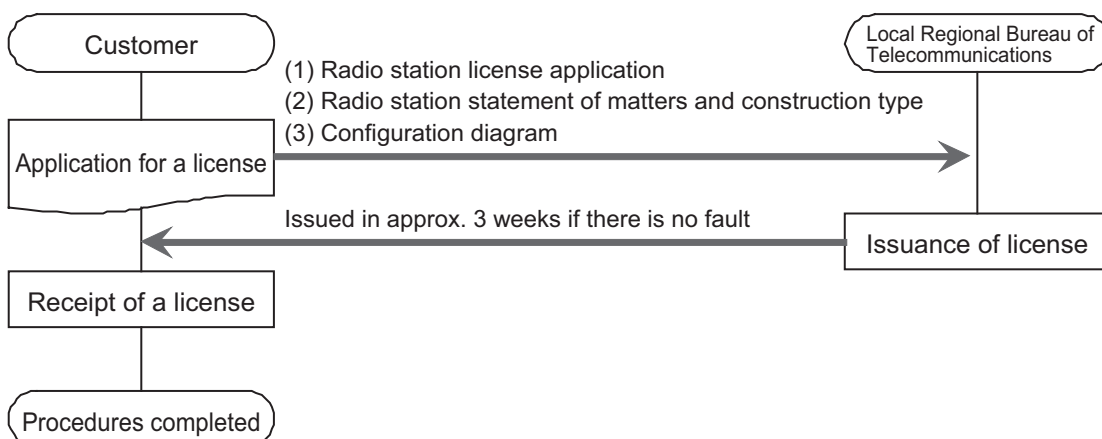 Customer
Local Regional Bureau of
Telecommunications
(1) Radio station license application
(2) Radio station statement of matters and construction type
(3) Configuration diagram
Application for a license
Issued in approx. 3 weeks if there is no fault
Issuance of license
Receipt of a license
Procedures completed